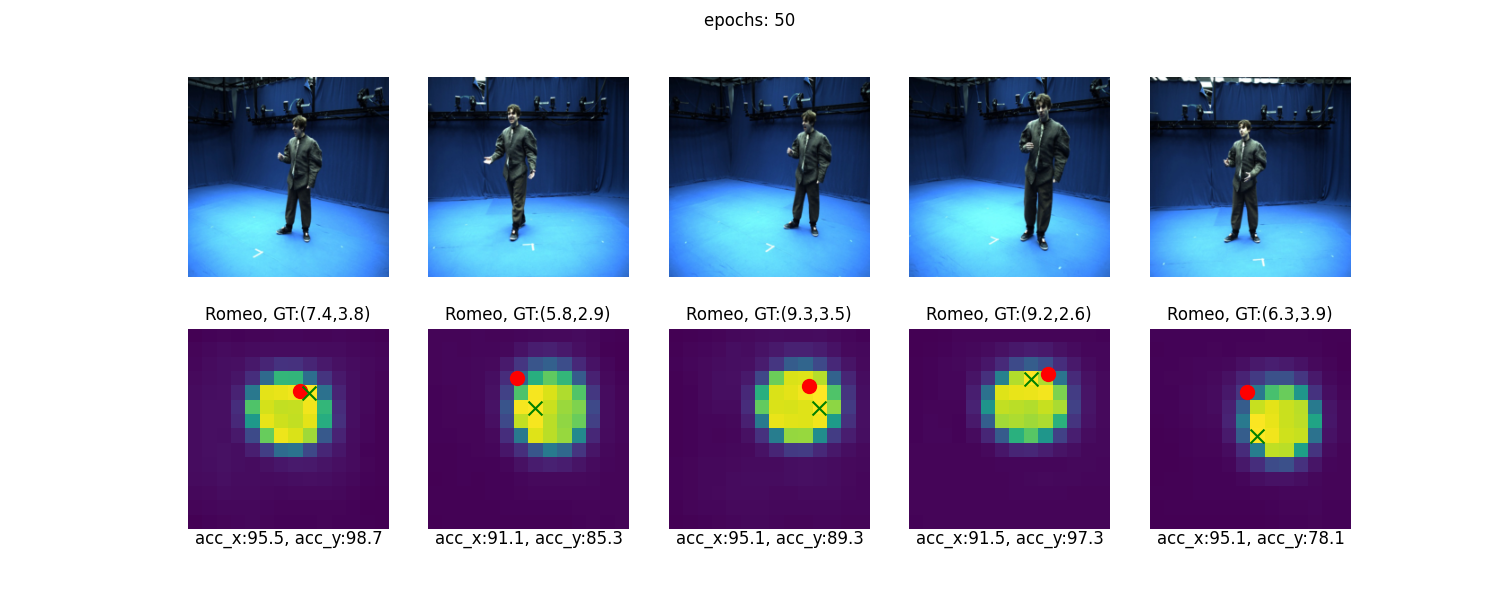 epochs: 50
Romeo, GT:(7.4,3.8)
Romeo, GT:(5.8,2.9)
Romeo, GT:(9.3,3.5)
Romeo, GT:(9.2,2.6)
Romeo, GT:(6.3,3.9)
acc_x:95.5, acc_y:98.7
acc_x:91.1, acc_y:85.3
acc_x:95.1, acc_y:89.3
acc_x:91.5, acc_y:97.3
acc_x:95.1, acc_y:78.1